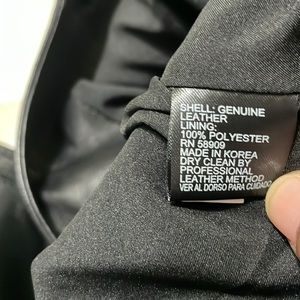 SHELL: GENUINE
LEATHER
LINING:
100% POLYESTER
RN 58909
MADE IN KOREA
DRY CLEAN BY
PROFESSIONAL
LEATHER METHOD
VER AL DORSO PARA CUIDADO